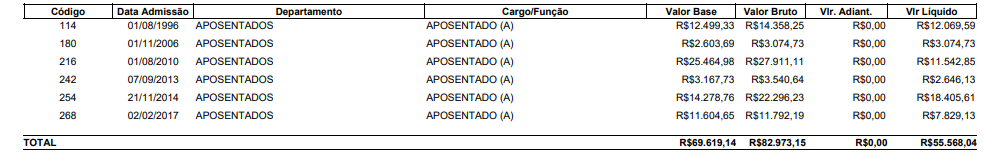 Código Data Admissão Departamento Cargo/Função Valor Base Valor Bruto Vlr. Adiant. Vlr Líquido
114 01/08/1996 APOSENTADOS APOSENTADO (A) R$12.499,33 R$14.358,25 R$0,00 R$12.069,59
180 01/11/2006 APOSENTADOS APOSENTADO (A) R$2.603,69 R$3.074,73 R$0,00 R$3.074,73
216 01/08/2010 APOSENTADOS APOSENTADO (A) R$25.464,98 R$27.911,11 R$0,00 R$11.542,85
242 07/09/2013 APOSENTADOS APOSENTADO (A) R$3.167,73 R$3.540,64 R$0,00 R$2.646,13
254 21/11/2014 APOSENTADOS APOSENTADO (A) R$14.278,76 R$22.296,23 R$0,00 R$18.405,61
268 02/02/2017 APOSENTADOS APOSENTADO (A) R$11.604,65 R$11.792,19 R$0,00 R$7.829,13
TOTAL R$69.619,14 R$82.973,15 R$0,00 R$55.568,04